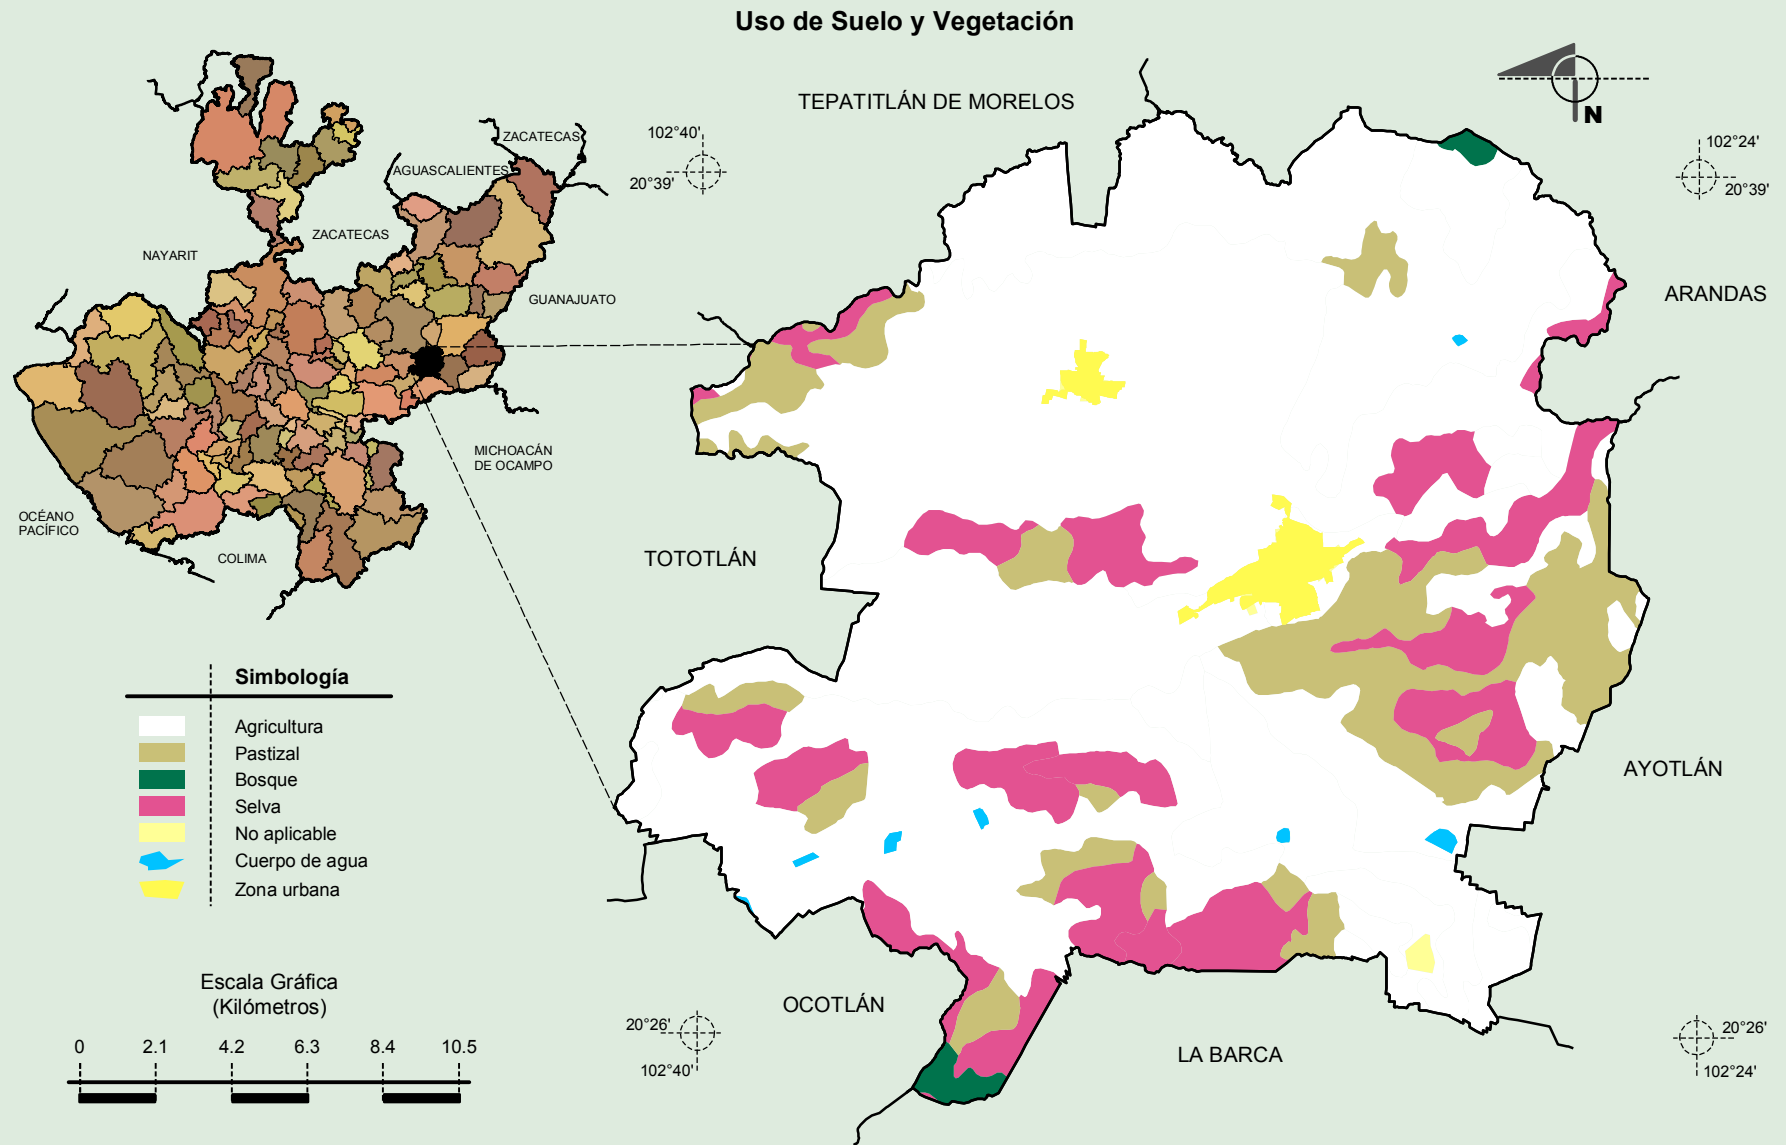 Uso de Suelo y Vegetación
TEPATITLÁN DE MORELOS
N
102°40'
20°39'
102°24'
20°39'
ZACATECAS
AGUASCALIENTES
ZACATECAS
NAYARIT
GUANAJUATO
ARANDAS
MICHOACÁN
DE OCAMPO
OCÉANO
PACÍFICO
COLIMA
TOTOTLÁN
Simbología
Agricultura
Pastizal
Bosque
Selva
No aplicable
Cuerpo de agua
Zona urbana
AYOTLÁN
Escala Gráfica
(Kilómetros)
0 2.1 4.2 6.3 8.4 10.5
OCOTLÁN
LA BARCA
20°26'
102°40'
20°26'
102°24'